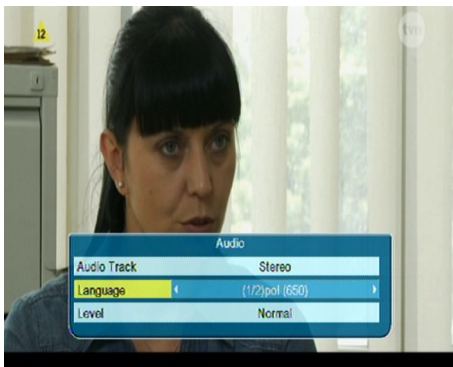 12
tvn
Audio
Audio Track Stereo
Language (1/2)pol (650)
Level Normal